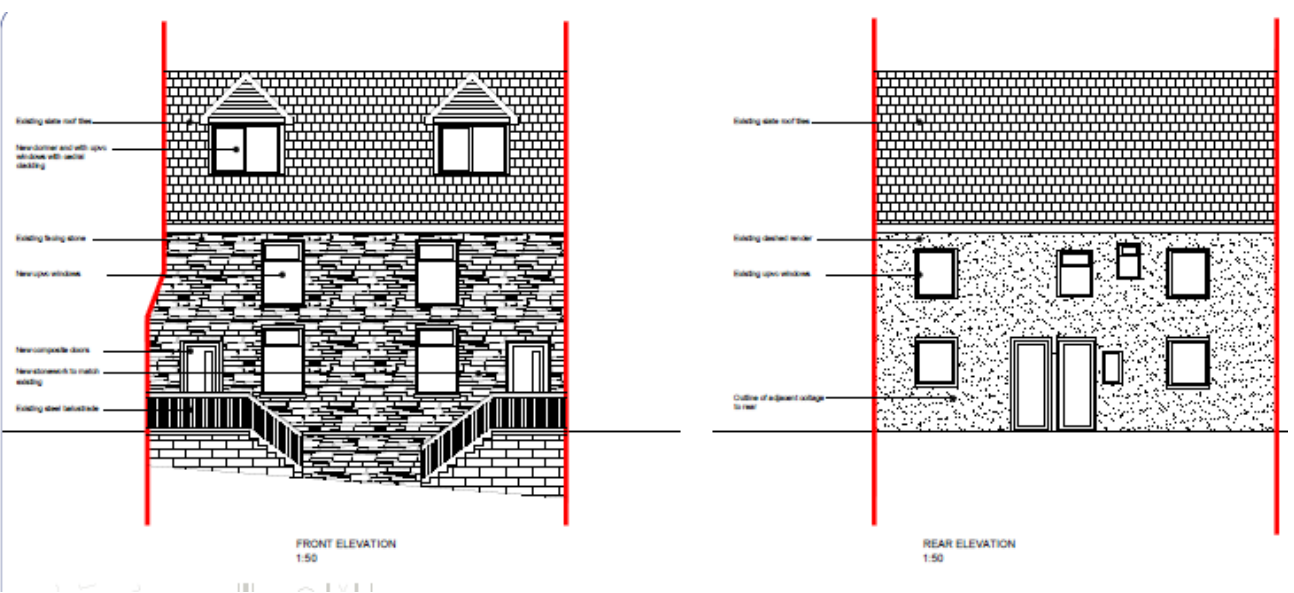 Existing slate roof tiles
New dormer and with upvc
windows with cedral
cladding
Existing facing stone
New upvc windows
New composite doors
New stonework to match
existing
Existing steel balustrade
FRONT ELEVATION
1:50
Existing slate roof tiles
Existing dashed render
Existing upvc windows
Outline of adjacent cottage
to rear
REAR ELEVATION
1:50